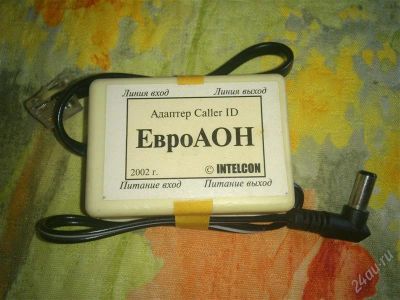 Линия вход Линия выход
Адаптер Caller ID
ЕвроАОН
2002 г. © INTELCON
Питание вход Питание выход
24au.ru